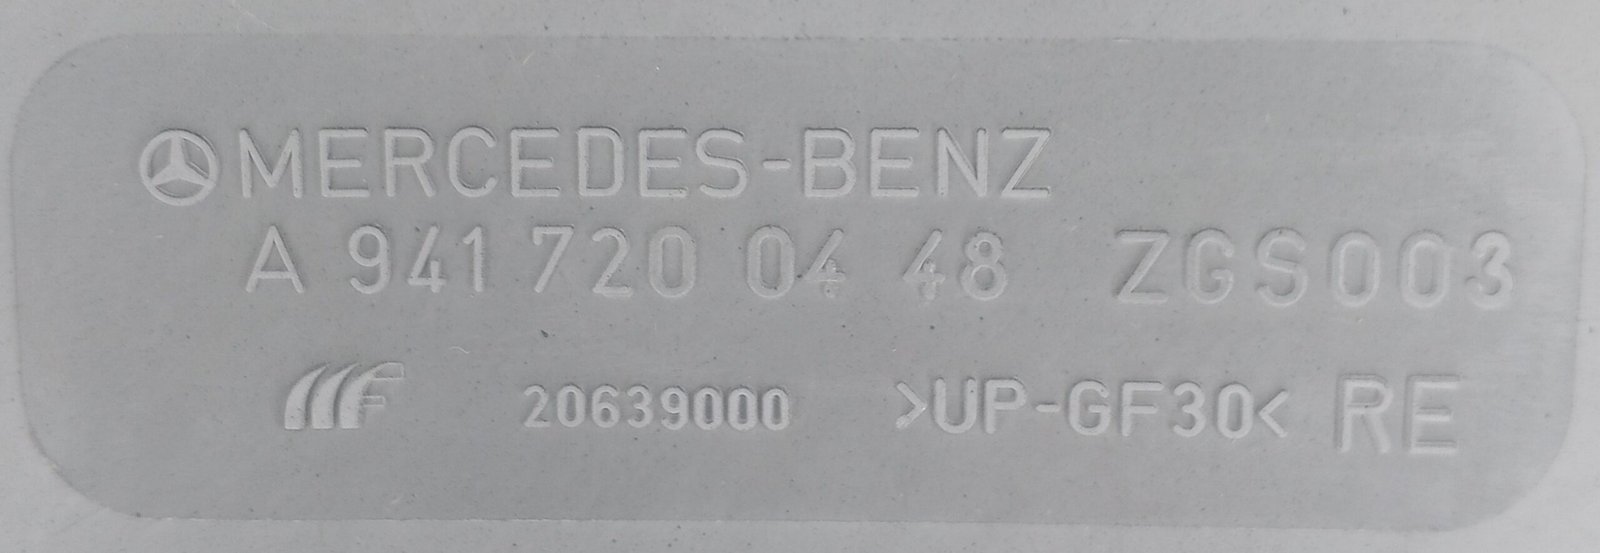 MERCEDES-BENZ
A 941 720 04 48 ZGS003
20639000 >UP-GF30< RE